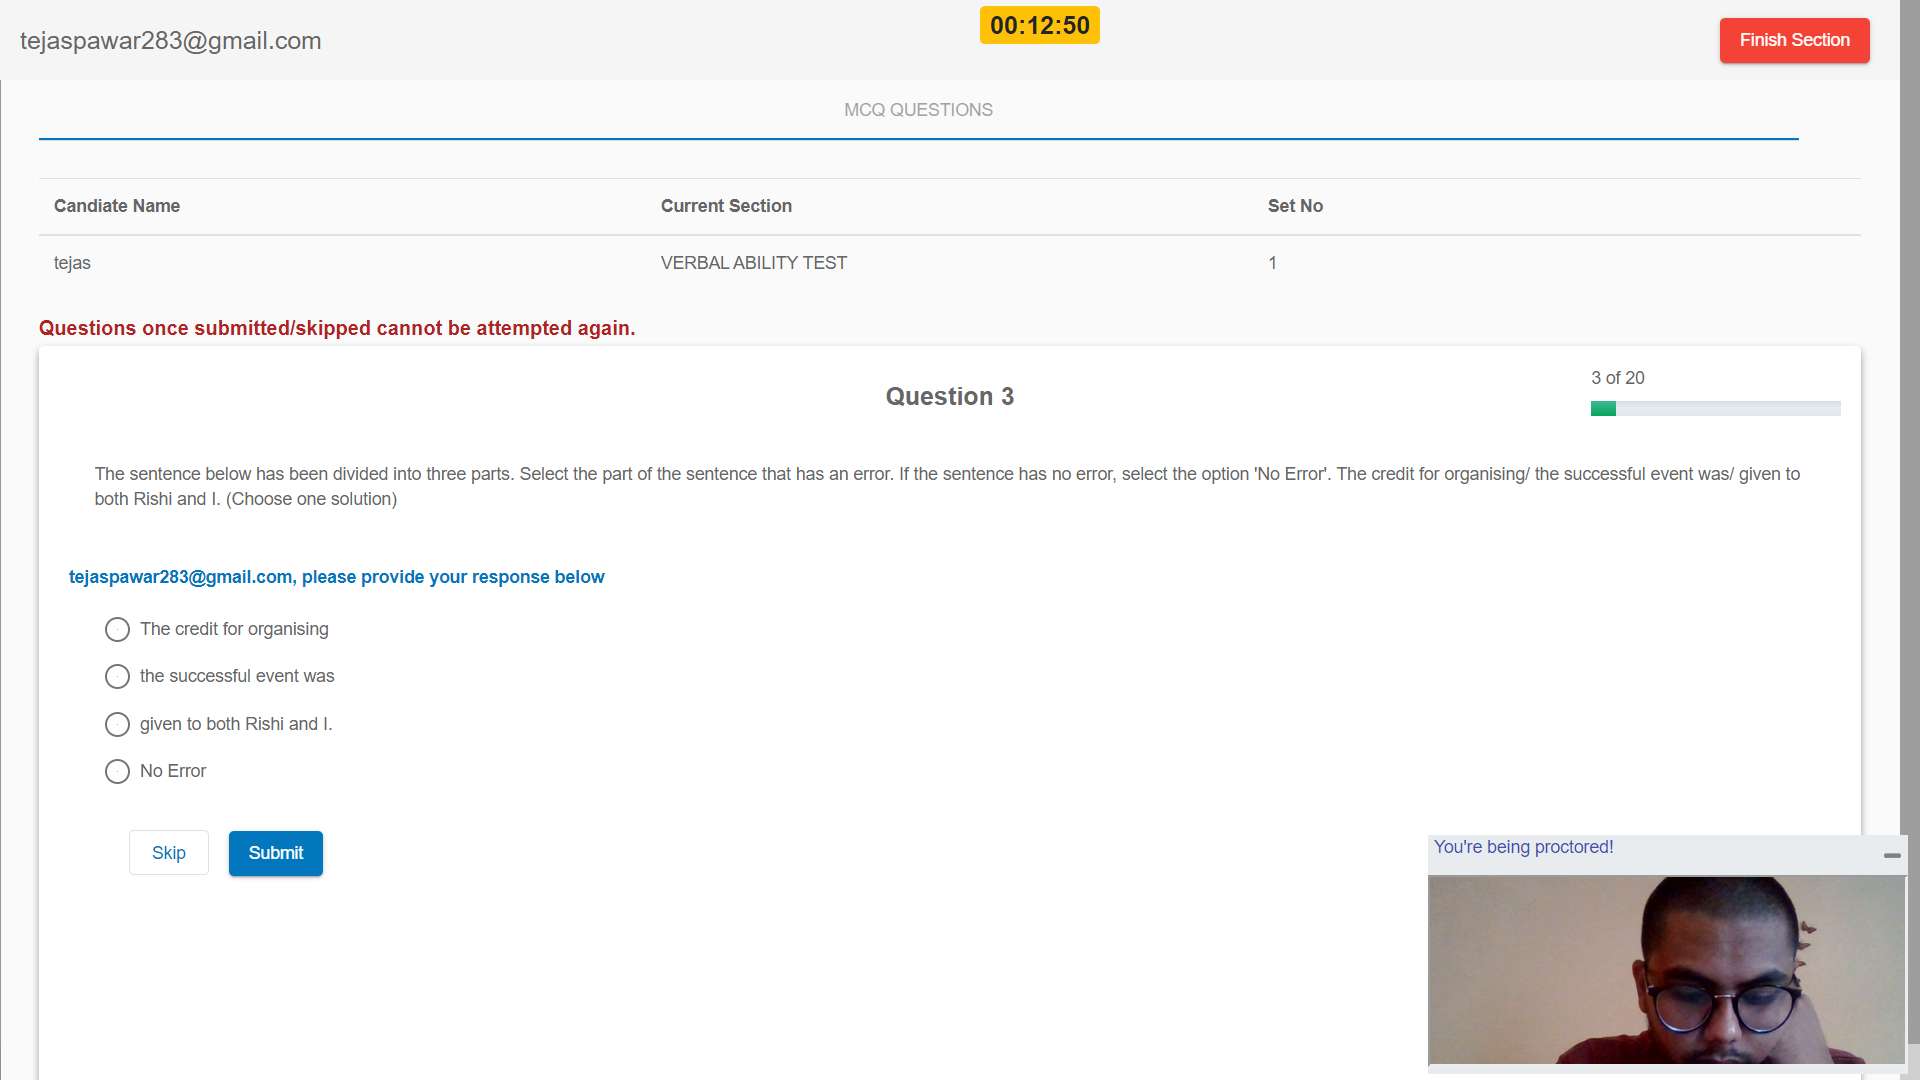 tejaspawar283@gmail.com
00:12:50
Finish Section
MCQ QUESTIONS
Candiate Name Current Section Set No
tejas VERBAL ABILITY TEST 1
Questions once submitted/skipped cannot be attempted again.
3 of 20
Question 3
The sentence below has been divided into three parts. Select the part of the sentence that has an error. If the sentence has no error, select the option 'No Error'. The credit for organising/ the successful event was/ given to
both Rishi and I. (Choose one solution)
tejaspawar283@gmail.com, please provide your response below
The credit for organising
the successful event was
given to both Rishi and I.
No Error
Skip Submit
You're being proctored!